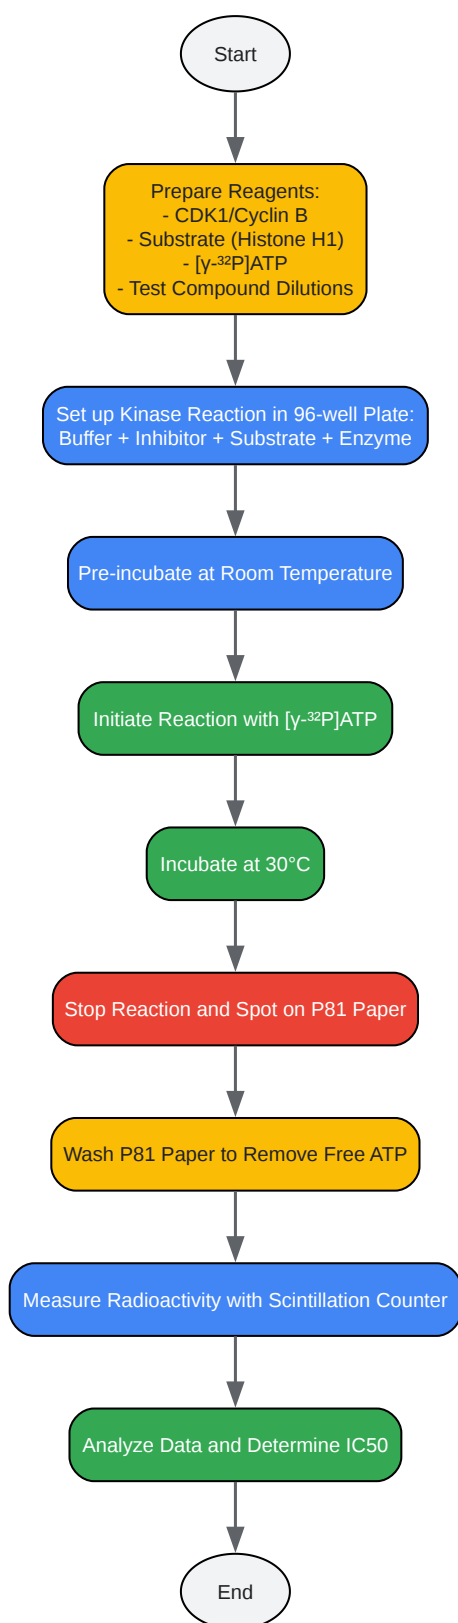 Start
Prepare Reagents:
- CDK1/Cyclin B
- Substrate (Histone H1)
- [γ-³²P]ATP
- Test Compound Dilutions
Set up Kinase Reaction in 96-well Plate:
Buffer + Inhibitor + Substrate + Enzyme
Pre-incubate at Room Temperature
Initiate Reaction with [γ-³²P]ATP
Incubate at 30°C
Stop Reaction and Spot on P81 Paper
Wash P81 Paper to Remove Free ATP
Measure Radioactivity with Scintillation Counter
Analyze Data and Determine IC50
End